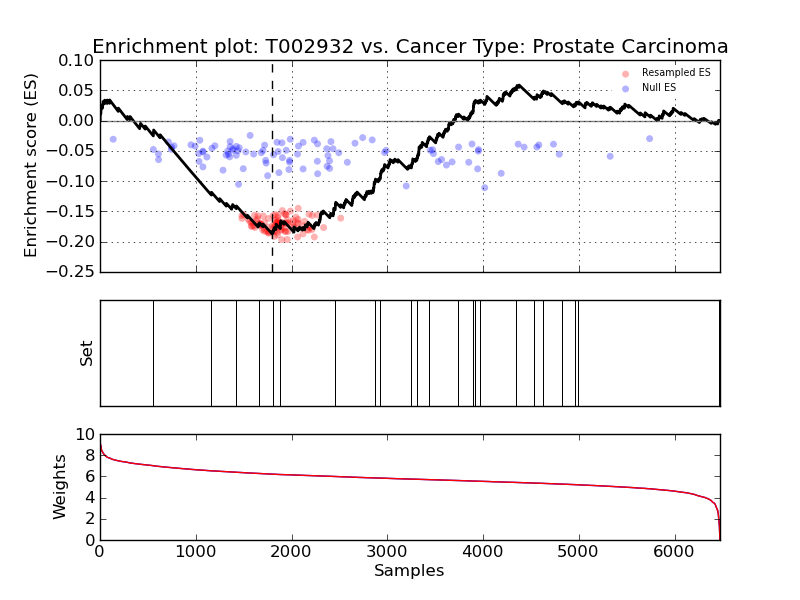 Enrichment plot: T002932 vs. Cancer Type: Prostate Carcinoma
0.10
0.05
0.00
−0.05
−0.10
−0.15
−0.20
−0.25
Enrichment score (ES)
Resampled ES
Null ES
Set
10
8
6
4
2
0
Weights
0 1000 2000 3000 4000 5000 6000
Samples